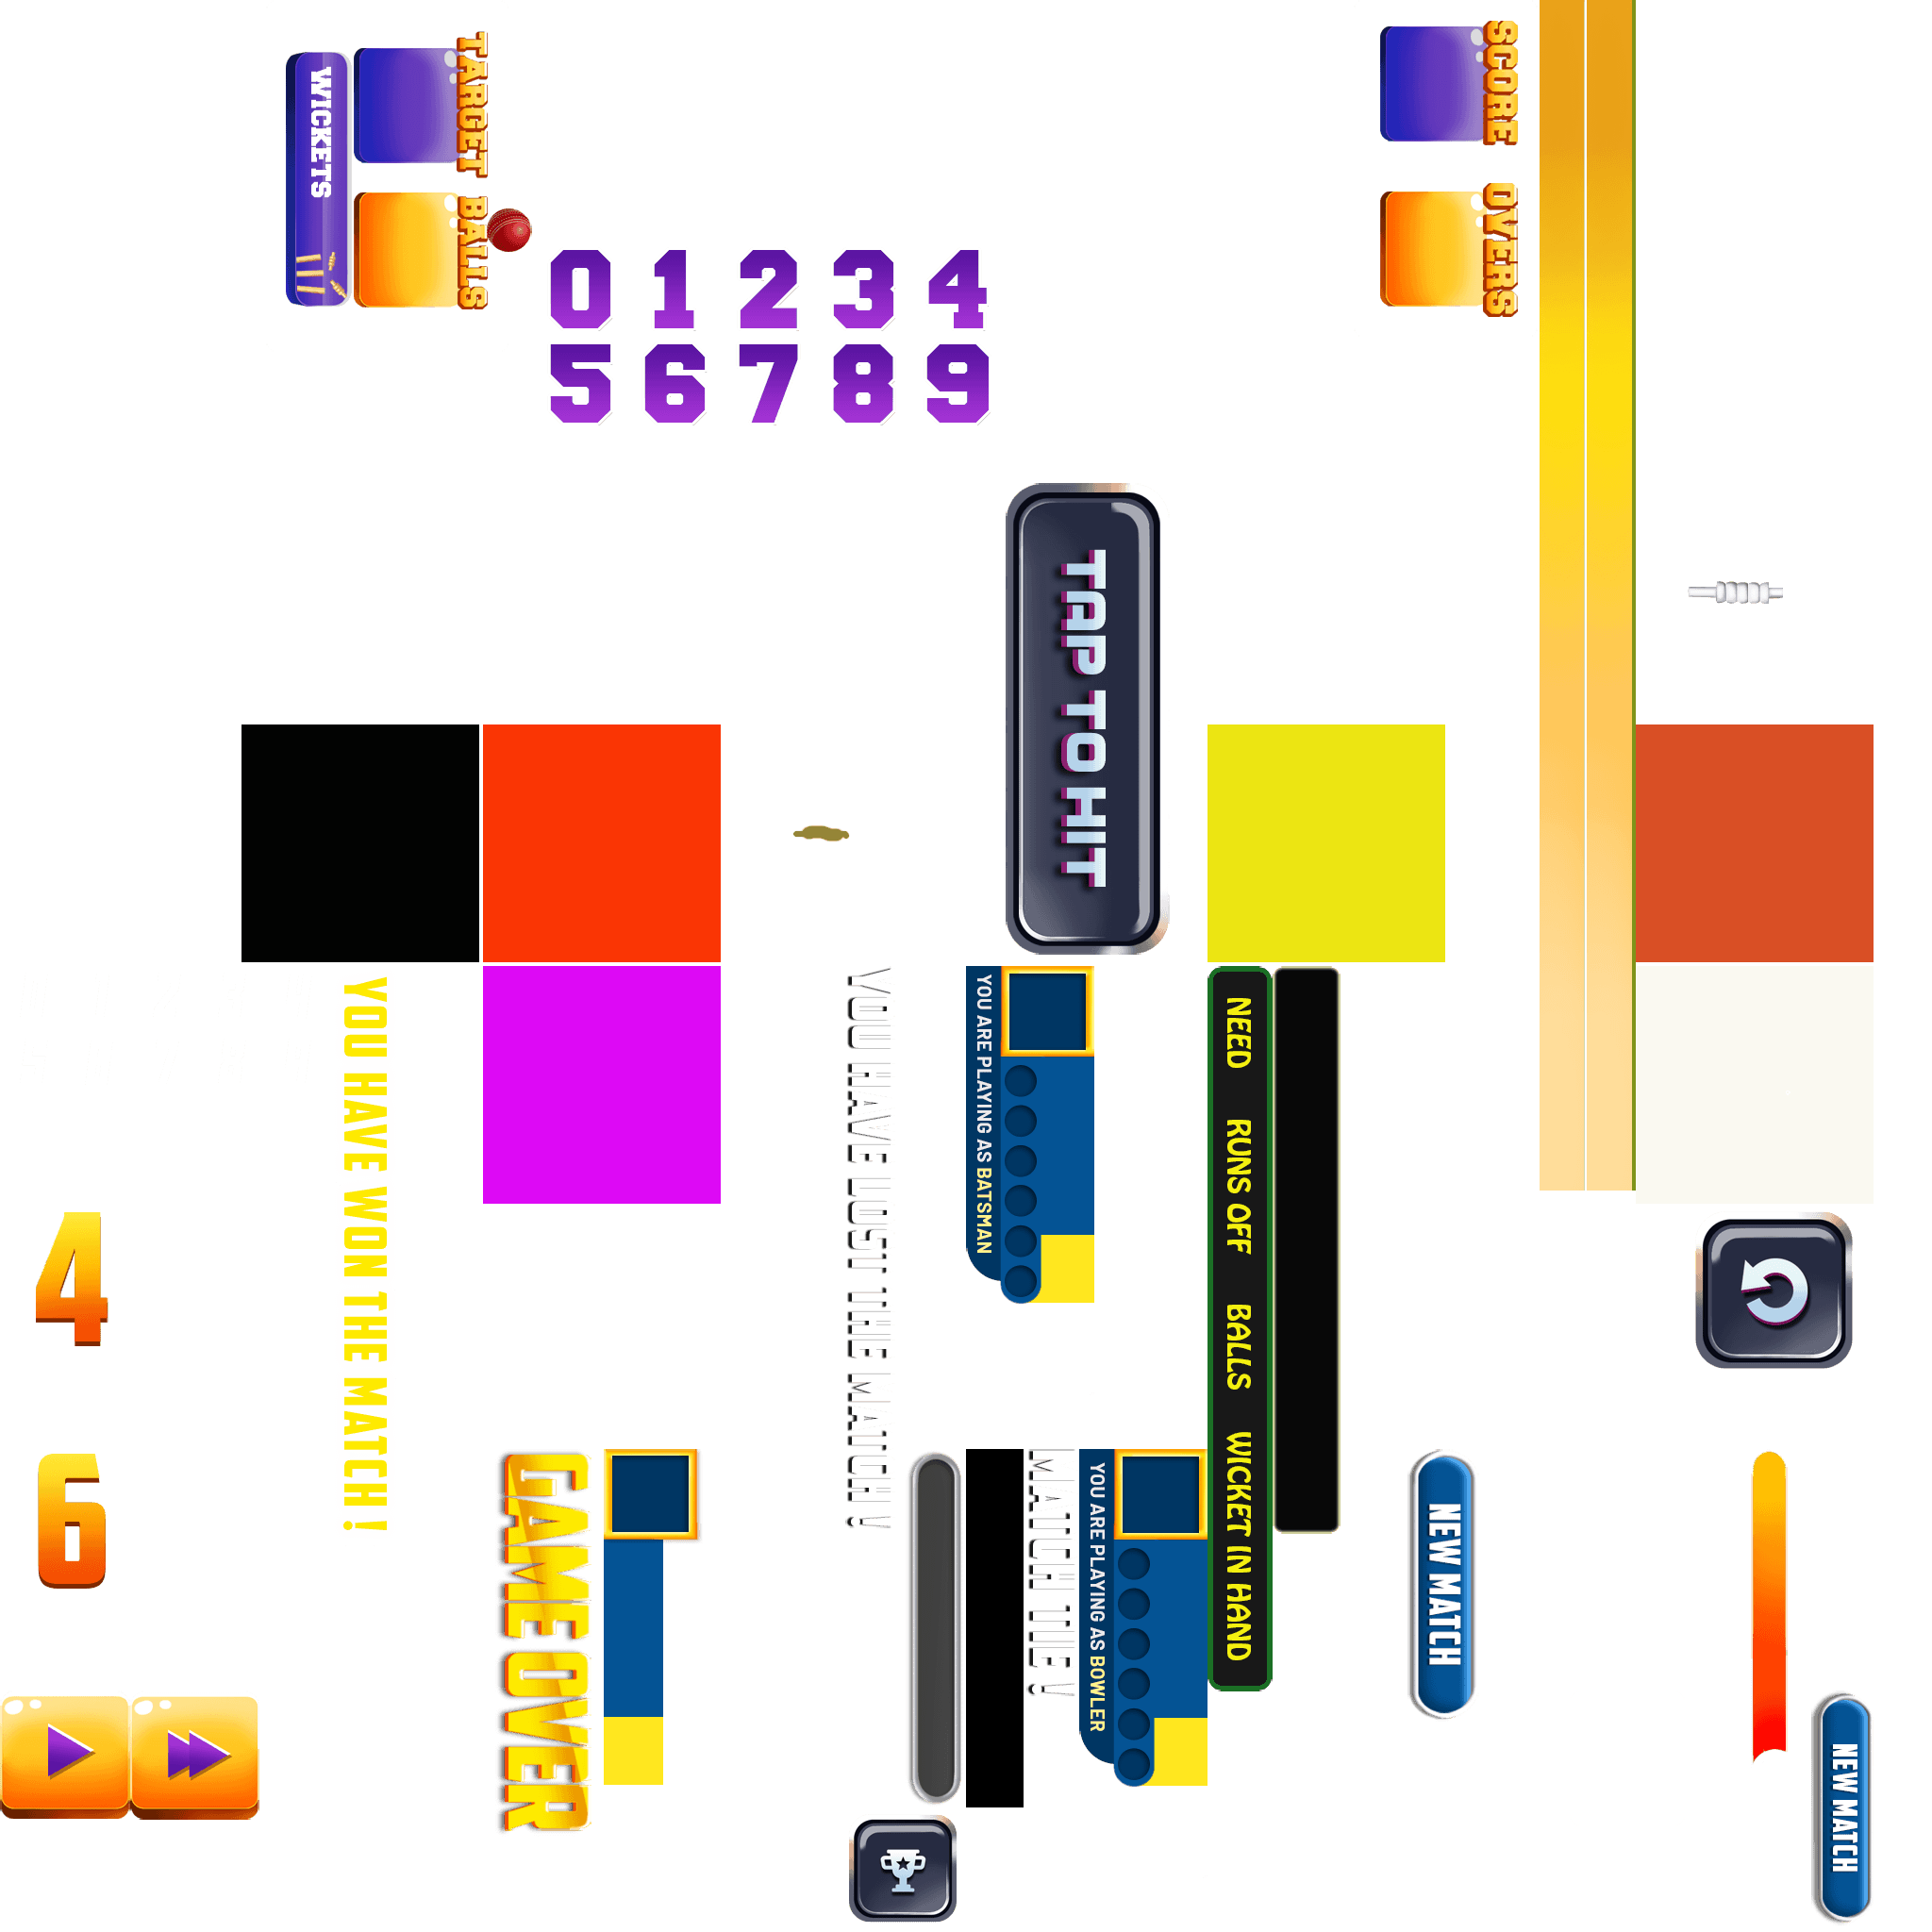 TARGET
WICKETS
BALLS
SCORE
OVERS
0 1 2 3 4
5 6 7 8 9
TAP TO HIT
YOU HAVE WON THE MATCH!
YOU HAVE LOST THE MATCH!
YOU ARE PLAYING AS BATSMAN
NEED RUNS OFF BALLS WICKET IN HAND
4
6
GAME OVER
MATCH TIE !
YOU ARE PLAYING AS BOWLER
NEW MATCH
NEW MATCH